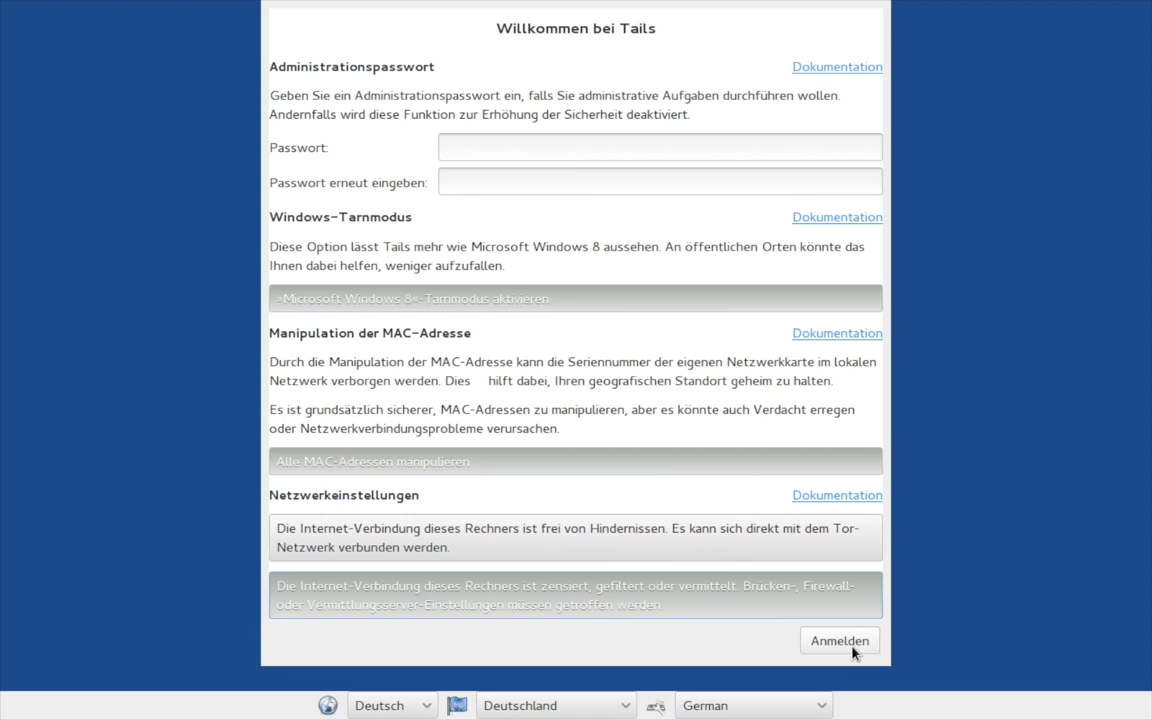 Willkommen bei Tails
Administrationspasswort
Dokumentation
Geben Sie ein Administrationspasswort ein, falls Sie administrative Aufgaben durchführen wollen.
Andernfalls wird diese Funktion zur Erhöhung der Sicherheit deaktiviert.
Passwort:
Passwort erneut eingeben:
Windows-Tarnmodus
Dokumentation
Diese Option lässt Tails mehr wie Microsoft Windows 8 aussehen. An öffentlichen Orten könnte das
Ihnen dabei helfen, weniger aufzufallen.
»Microsoft Windows 8«-Tarnmodus aktivieren
Manipulation der MAC-Adresse
Dokumentation
Durch die Manipulation der MAC-Adresse kann die Seriennummer der eigenen Netzwerkkarte im lokalen
Netzwerk verborgen werden. Dies hilft dabei, Ihren geografischen Standort geheim zu halten.
Es ist grundsätzlich sicherer, MAC-Adressen zu manipulieren, aber es könnte auch Verdacht erregen
oder Netzwerkverbindungsprobleme verursachen.
Alle MAC-Adressen manipulieren
Netzwerkeinstellungen
Dokumentation
Die Internet-Verbindung dieses Rechners ist frei von Hindernissen. Es kann sich direkt mit dem Tor-
Netzwerk verbunden werden.
Die Internet-Verbindung dieses Rechners ist zensiert, gefiltert oder vermittelt. Brücken-, Firewall-
oder Vermittlungsserver-Einstellungen müssen getroffen werden.
Anmelden
Deutsch
Deutschland
German